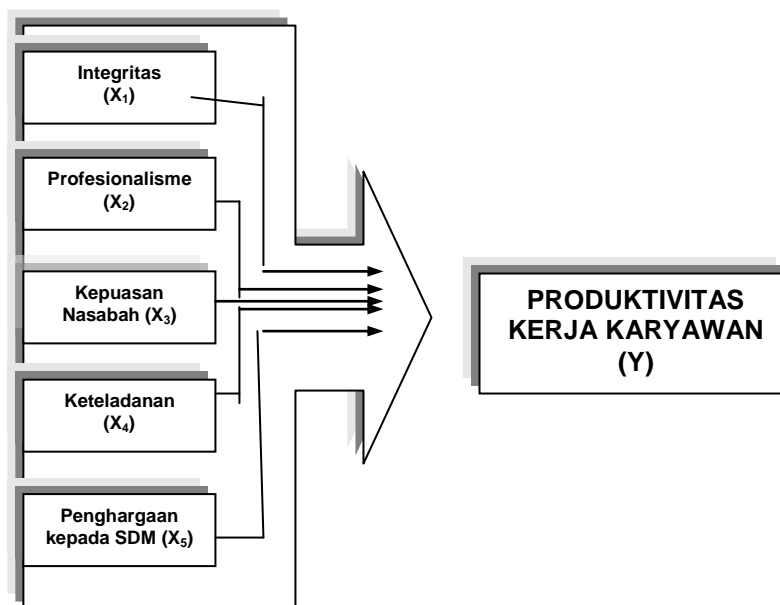 Integritas
(X₁)
Profesionalisme
(X₂)
Kepuasan
Nasabah (X₃)
Keteladanan
(X₄)
Penghargaan
kepada SDM (X₅)
PRODUKTIVITAS
KERJA KARYAWAN
(Y)